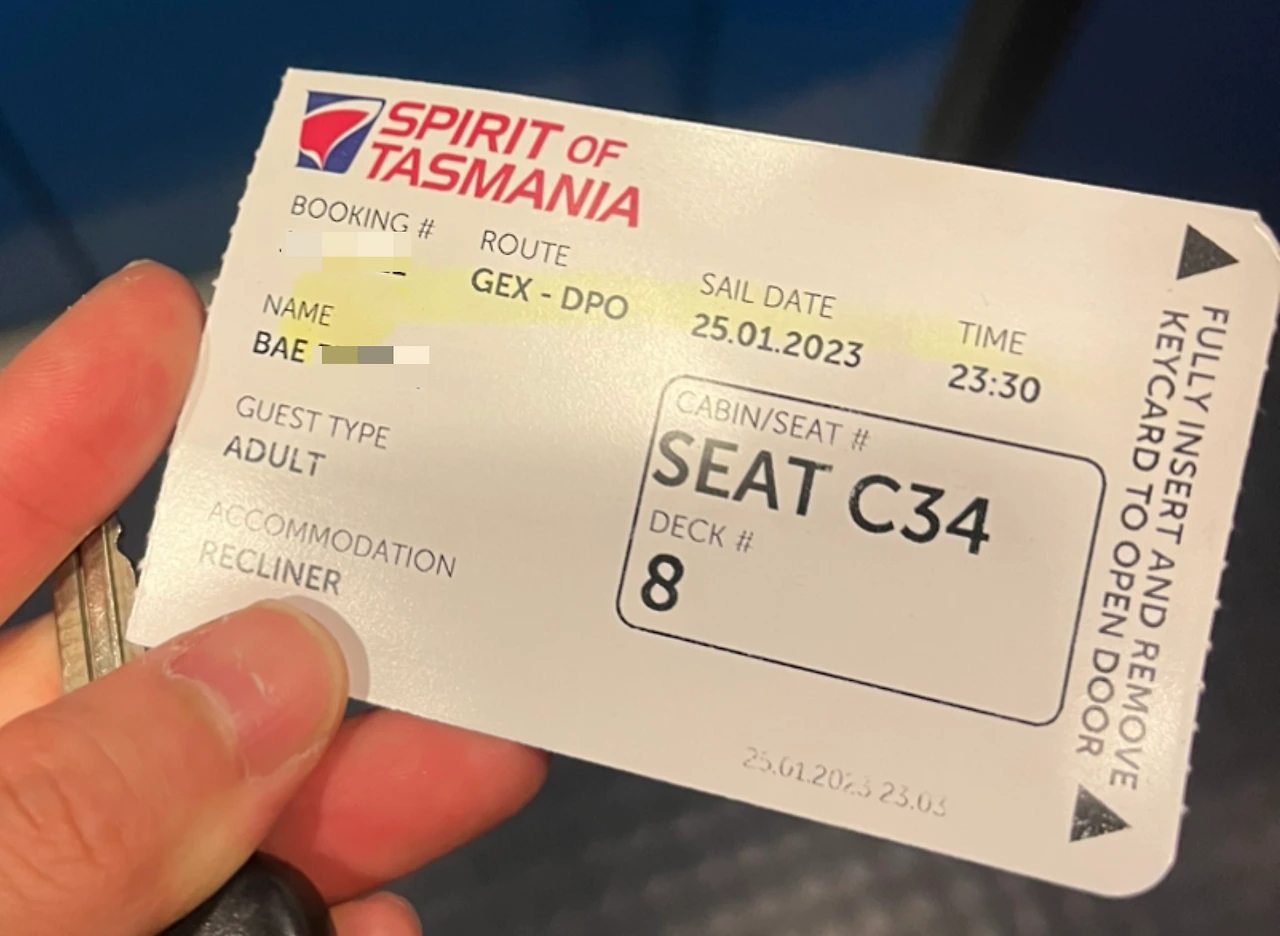 SPIRIT OF
TASMANIA
BOOKING #
ROUTE
GEX - DPO
SAIL DATE
25.01.2023
TIME
23:30
NAME
BAE
GUEST TYPE
ADULT
ACCOMMODATION
RECLINER
CABIN/SEAT #
SEAT C34
DECK #
8
25.01.2023 23.03
FULLY INSERT AND REMOVE
KEYCARD TO OPEN DOOR